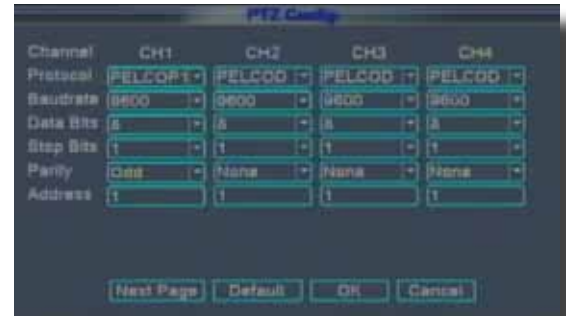 PTZ Config
Channel CH1 CH2 CH3 CH4
Protocol PELCOP1 PELCOD PELCOD PELCOD
Baudrate 9600 9600 9600 9600
Data Bits 8 8 8 8
Stop Bits 1 1 1 1
Parity Odd None None None
Address 1 1 1 1
Next Page Default OK Cancel